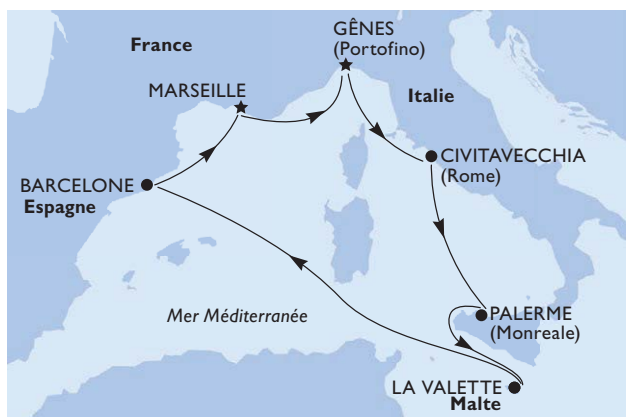 GÊNES
(Portofino)
France
MARSEILLE
Italie
CIVITAVECCHIA
(Rome)
BARCELONE
Espagne
Mer Méditerranée
PALERME
(Monreale)
LA VALETTE
Malte